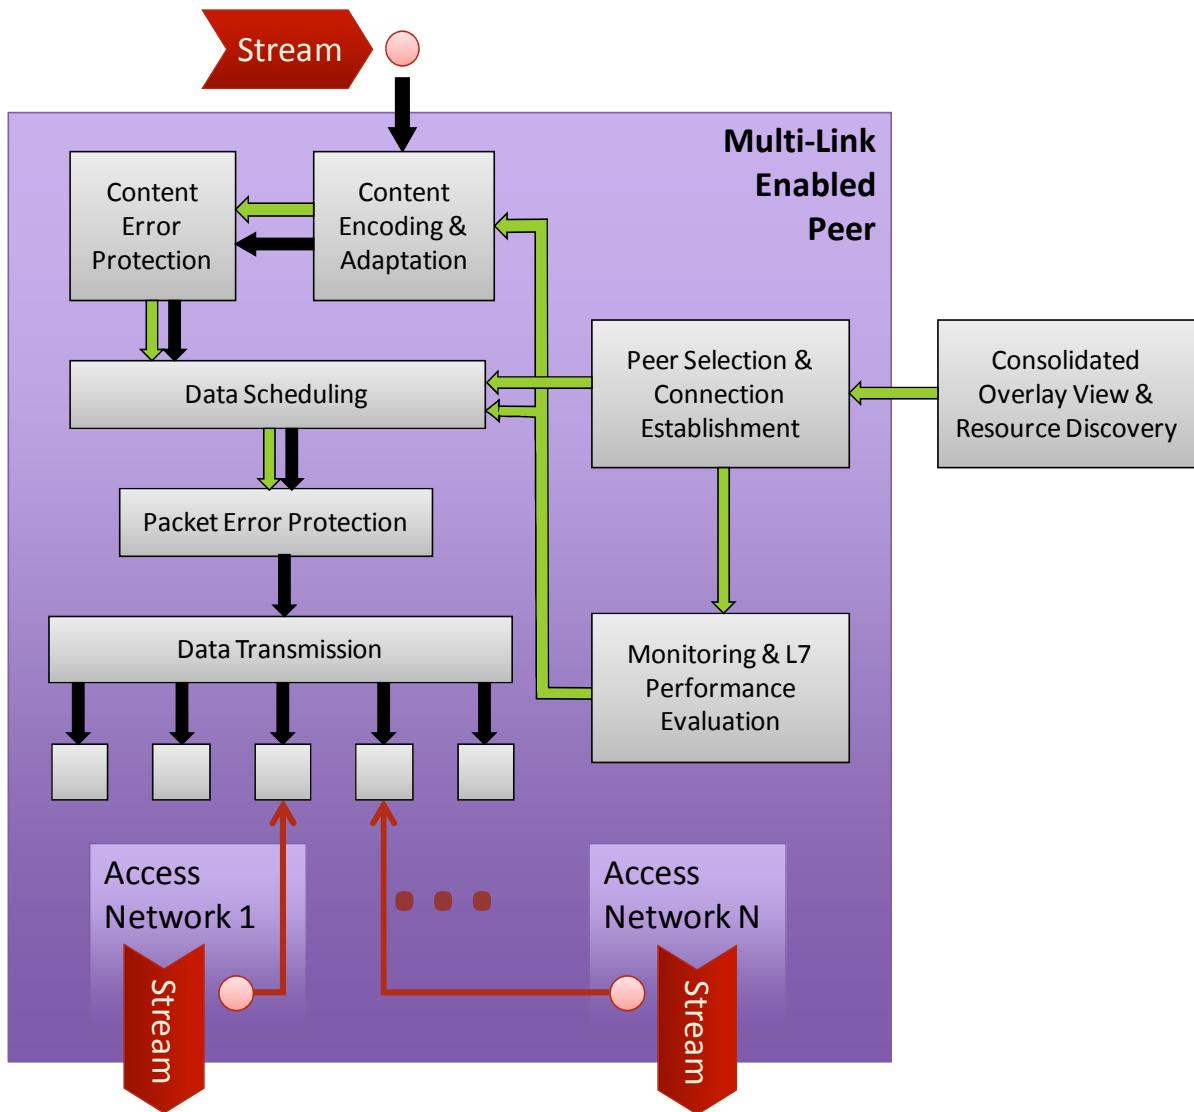 Stream
Multi-Link
Enabled
Peer
Content
Error
Protection
Content
Encoding &
Adaptation
Peer Selection &
Connection
Establishment
Consolidated
Overlay View &
Resource Discovery
Data Scheduling
Packet Error Protection
Data Transmission
Monitoring & L7
Performance
Evaluation
Access
Network 1
Access
Network N
Stream
Stream